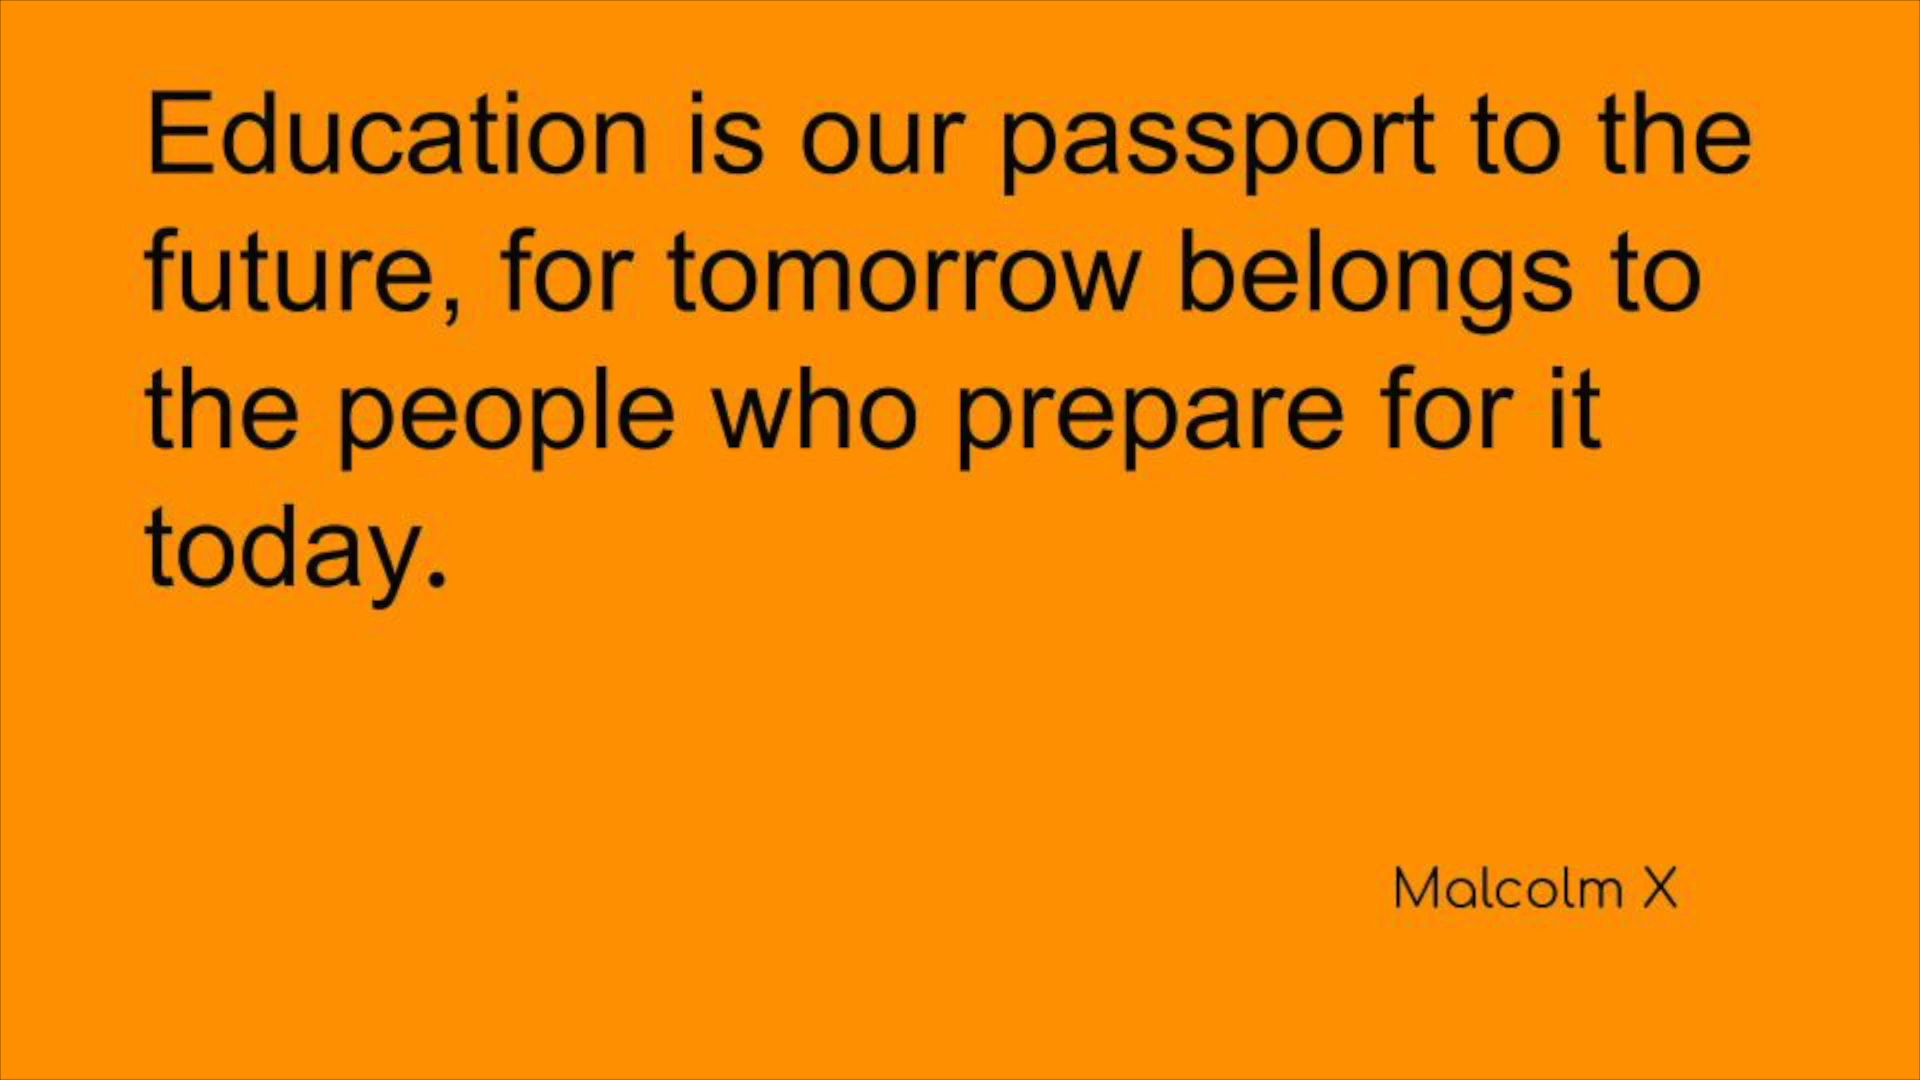 Education is our passport to the
future, for tomorrow belongs to
the people who prepare for it
today.
Malcolm X